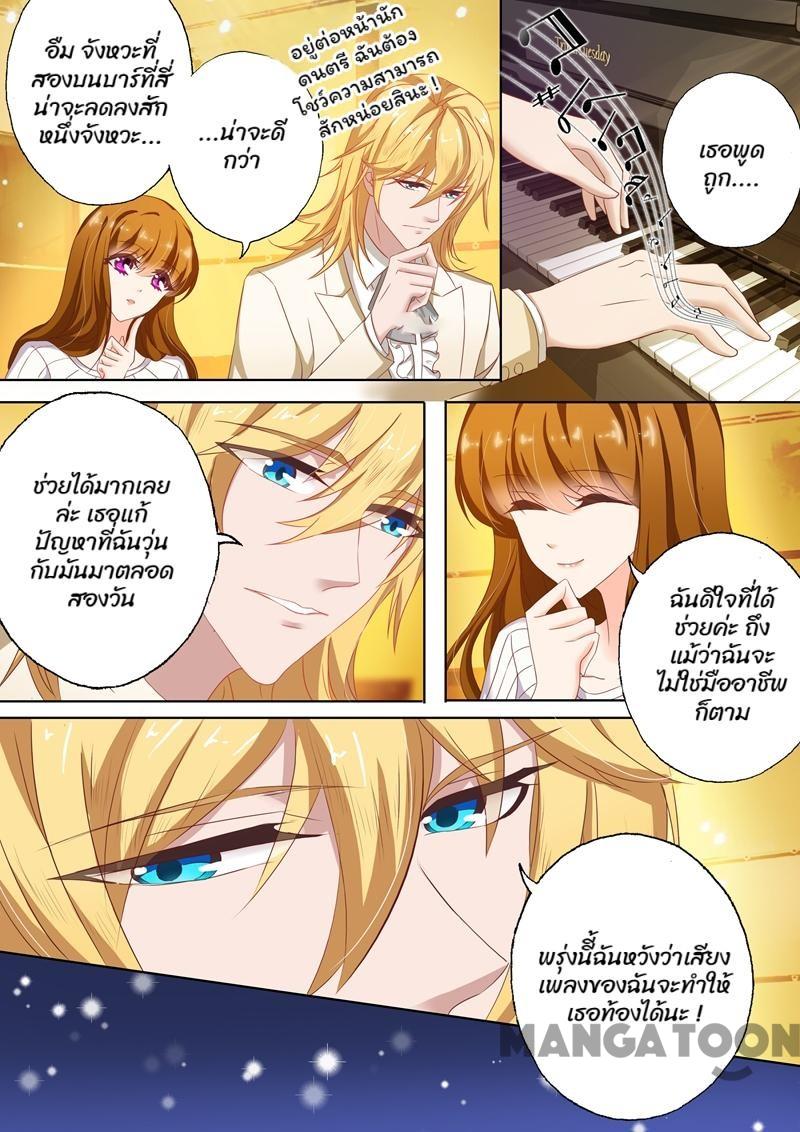 อืม จังหวะที่
สองบนบาร์ที่สี่
น่าจะลดลงสัก
หนึ่งจังหวะ...
...น่าจะดี
กว่า
อยู่ต่อหน้านัก
ดนตรี ฉันต้อง
โชว์ความสามารถ
สักหน่อยสินะ !
เธอพูด
ถูก....
ช่วยได้มากเลย
ล่ะ เธอแก้
ปัญหาที่ฉันวุ่น
กับมันมาตลอด
สองวัน
ฉันดีใจที่ได้
ช่วยค่ะ ถึง
แม้ว่าฉันจะ
ไม่ใช่มืออาชีพ
ก็ตาม
พรุ่งนี้ฉันหวังว่าเสียง
เพลงของฉันจะทำให้
เธอท้องได้นะ !
MANGATOON